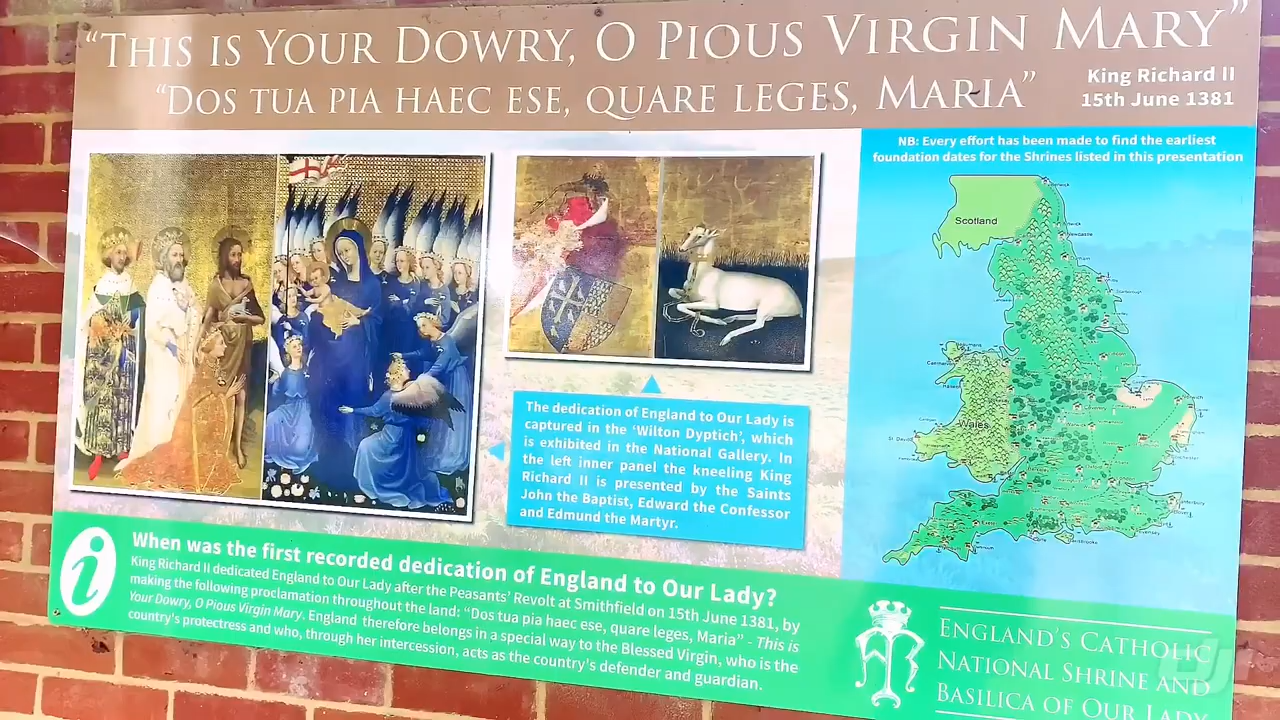 “THIS IS YOUR DOWRY, O PIOUS VIRGIN MARY”
“DOS TUA PIA HAEC ESE, QUARE LEGES, MARIA”
King Richard II
15th June 1381
NB: Every effort has been made to find the earliest
foundation dates for the Shrines listed in this presentation
Scotland
Newcastle
Scarborough
Wales
The dedication of England to Our Lady is
captured in the ‘Wilton Dyptich’, which
is exhibited in the National Gallery. In
the left inner panel the kneeling King
Richard II is presented by the Saints
John the Baptist, Edward the Confessor
and Edmund the Martyr.
i
When was the first recorded dedication of England to Our Lady?
King Richard II dedicated England to Our Lady after the Peasants’ Revolt at Smithfield on 15th June 1381, by
making the following proclamation throughout the land: “Dos tua pia haec ese, quare leges, Maria” - This is
Your Dowry, O Pious Virgin Mary. England therefore belongs in a special way to the Blessed Virgin, who is the
country’s protectress and who, through her intercession, acts as the country’s defender and guardian.
ENGLAND’S CATHOLIC
NATIONAL SHRINE AND
BASILICA OF OUR LADY